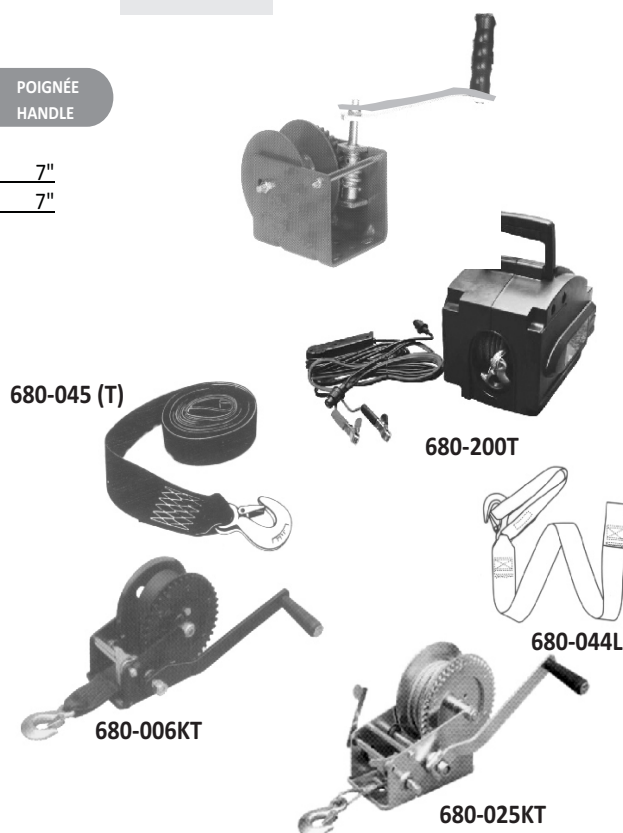 POIGNÉE
HANDLE
7"
7"
680-045 (T)
680-200T
680-044L
680-006KT
680-025KT